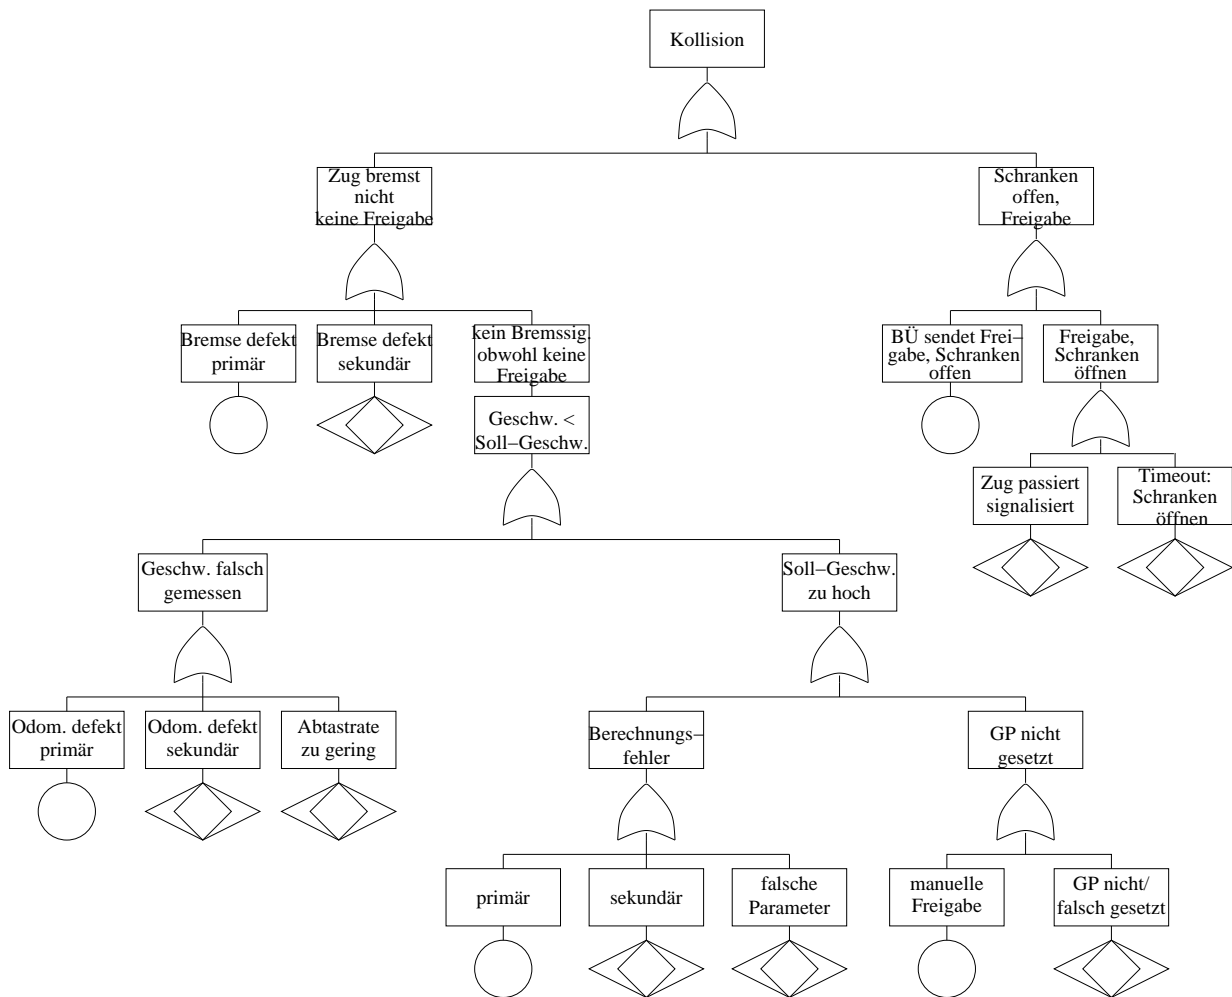 Kollision
Zug bremst
nicht
keine Freigabe
Schranken
offen,
Freigabe
Bremse defekt
primär
Bremse defekt
sekundär
kein Bremssig.
obwohl keine
Freigabe
BÜ sendet Frei–
gabe, Schranken
offen
Freigabe,
Schranken
öffnen
Geschw. <
Soll–Geschw.
Zug passiert
signalisiert
Timeout:
Schranken
öffnen
Geschw. falsch
gemessen
Soll–Geschw.
zu hoch
Odom. defekt
primär
Odom. defekt
sekundär
Abtastrate
zu gering
Berechnungs–
fehler
GP nicht
gesetzt
primär
sekundär
falsche
Parameter
manuelle
Freigabe
GP nicht/
falsch gesetzt